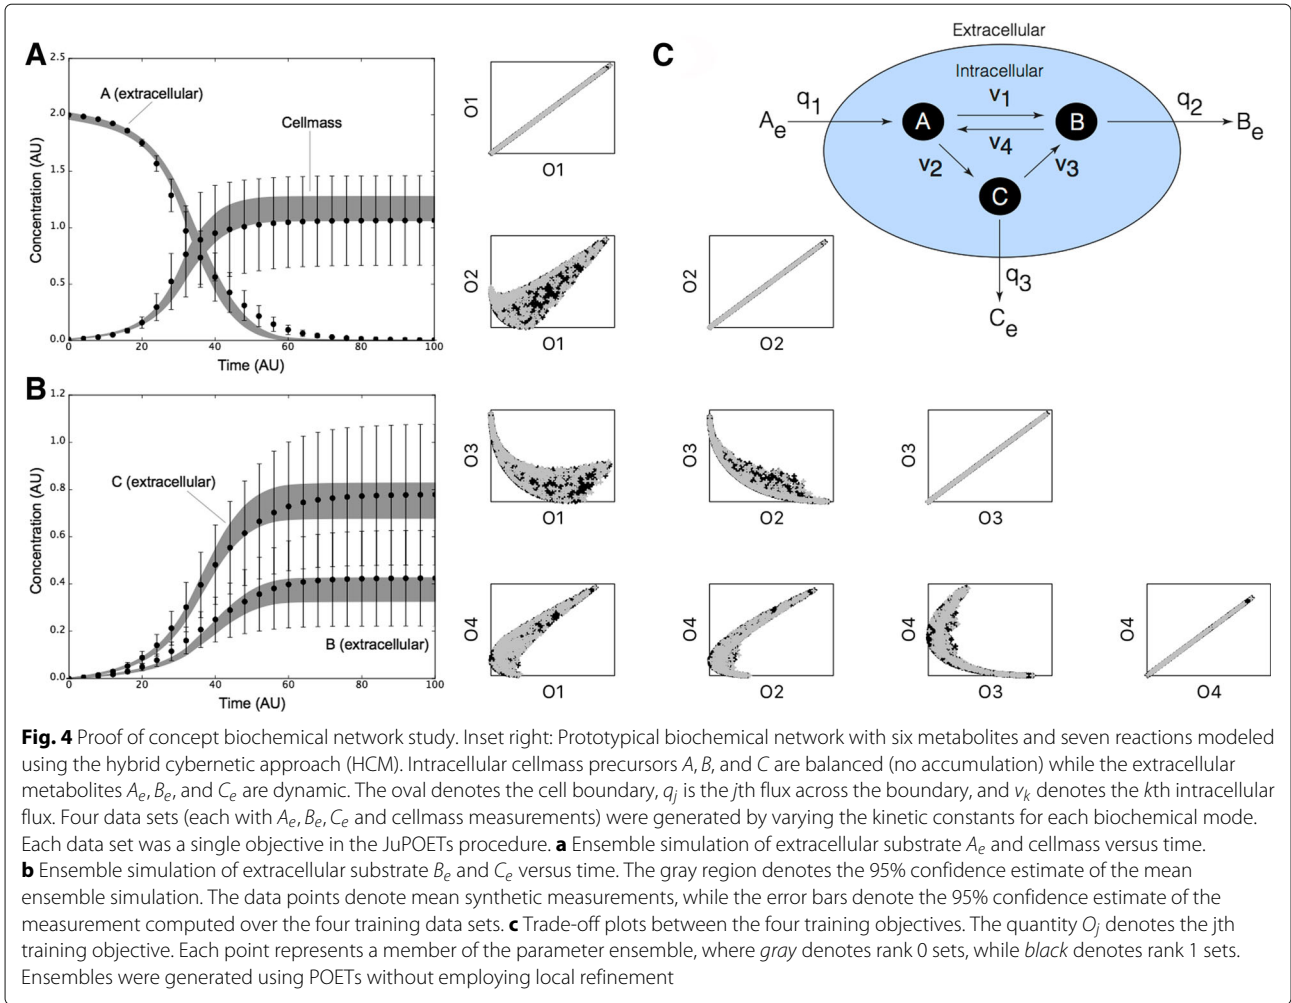 A
2.5
2.0
1.5
1.0
0.5
0.0
0
20
40
60
80
100
Concentration (AU)
Time (AU)
A (extracellular)
Cellmass
O1
O1
O2
O1
O2
O2
C
Extracellular
Intracellular
Ae
q1
A
v1
B
v4
v2
v3
C
q2
Be
q3
Ce
B
1.2
1.0
0.8
0.6
0.4
0.2
0.0
0
20
40
60
80
100
Concentration (AU)
Time (AU)
C (extracellular)
B (extracellular)
O3
O1
O3
O2
O3
O3
O4
O1
O4
O2
O4
O3
O4
O4
Fig. 4 Proof of concept biochemical network study. Inset right: Prototypical biochemical network with six metabolites and seven reactions modeled
using the hybrid cybernetic approach (HCM). Intracellular cellmass precursors A, B, and C are balanced (no accumulation) while the extracellular
metabolites Ae, Be, and Ce are dynamic. The oval denotes the cell boundary, qj is the jth flux across the boundary, and vk denotes the kth intracellular
flux. Four data sets (each with Ae, Be, Ce and cellmass measurements) were generated by varying the kinetic constants for each biochemical mode.
Each data set was a single objective in the JuPOETs procedure. a Ensemble simulation of extracellular substrate Ae and cellmass versus time.
b Ensemble simulation of extracellular substrate Be and Ce versus time. The gray region denotes the 95% confidence estimate of the mean
ensemble simulation. The data points denote mean synthetic measurements, while the error bars denote the 95% confidence estimate of the
measurement computed over the four training data sets. c Trade-off plots between the four training objectives. The quantity Oj denotes the jth
training objective. Each point represents a member of the parameter ensemble, where gray denotes rank 0 sets, while black denotes rank 1 sets.
Ensembles were generated using POETs without employing local refinement